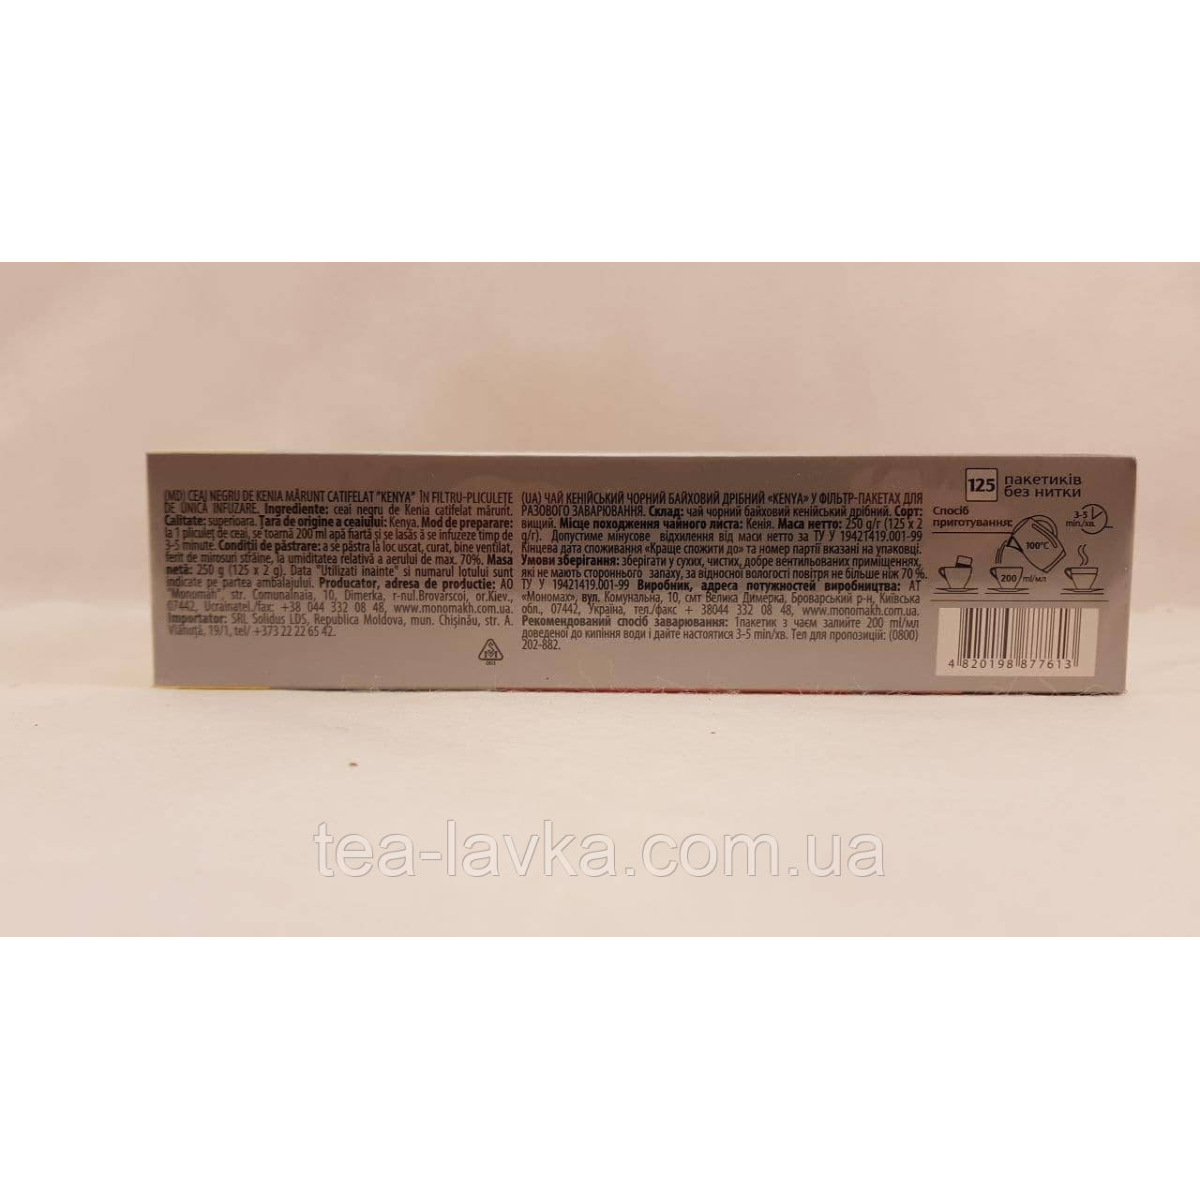 (MD) CEAI NEGRU DE KENIA MĂRUNT CATIFELAT "KENYA" ÎN FILTRU-PLICULEȚE
DE UNICĂ INFUZARE. Ingrediente: ceai negru de Kenia catifelat mărunt.
Calitate: superioara. Țara de origine a ceaiului: Kenya. Mod de preparare:
la 1 pliculeț de ceai, se toarnă 200 ml apă fiartă și se lasă a se infuzeze timp de
3-5 minute. Condiții de păstrare: a se păstra la loc uscat, curat, bine ventilat,
ferit de mirosuri străine, la umiditatea relativă a aerului de max. 70%. Masa
netă: 250 g (125 x 2 g). Data "Utilizati inainte" si numarul lotului sunt
indicate pe partea ambalajului. Producator, adresa de productie: AO
"Monomah", str. Comunalnaia, 10, Dimerka, r-nul.Brovarscoi, or.Kiev.,
07442, Ucrainatel./fax: +38 044 332 08 48, www.monomakh.com.ua.
Importator: SRL Solidus LDS, Republica Moldova, mun. Chișinău, str. A.
Vlăhuță, 19/1, tel/ +373 22 22 65 42.
(UA) ЧАЙ КЕНІЙСЬКИЙ ЧОРНИЙ БАЙХОВИЙ ДРІБНИЙ «KENYA» У ФІЛЬТР-ПАКЕТАХ ДЛЯ
РАЗОВОГО ЗАВАРЮВАННЯ. Склад: чай чорний байховий кенійський дрібний. Сорт:
вищий. Місце походження чайного листа: Кенія. Маса нетто: 250 g/г (125 х 2
g/г). Допустиме мінусове відхилення від маси нетто за ТУ У 19421419.001-99
Кінцева дата споживання «Краще спожити до» та номер партії вказані на упаковці.
Умови зберігання: зберігати у сухих, чистих, добре вентильованих приміщеннях,
які не мають стороннього запаху, за відносної вологості повітря не більше ніж 70 %.
ТУ У 19421419.001-99 Виробник, адреса потужностей виробництва: АТ
«Мономах», вул. Комунальна, 10, смт Велика Димерка, Броварський р-н, Київська
обл., 07442, Україна, тел./факс + 38044 332 08 48, www.monomakh.com.ua.
Рекомендований спосіб заварювання: 1пакетик з чаєм залийте 200 ml/мл
доведеної до кипіння води і дайте настоятися 3-5 min/хв. Тел для пропозицій: (0800)
202-882.
125 пакетиків
без нитки
Спосіб
приготування:
3-5
min/хв.
100°C
200 ml/мл
4 820198 877613
tea-lavka.com.ua